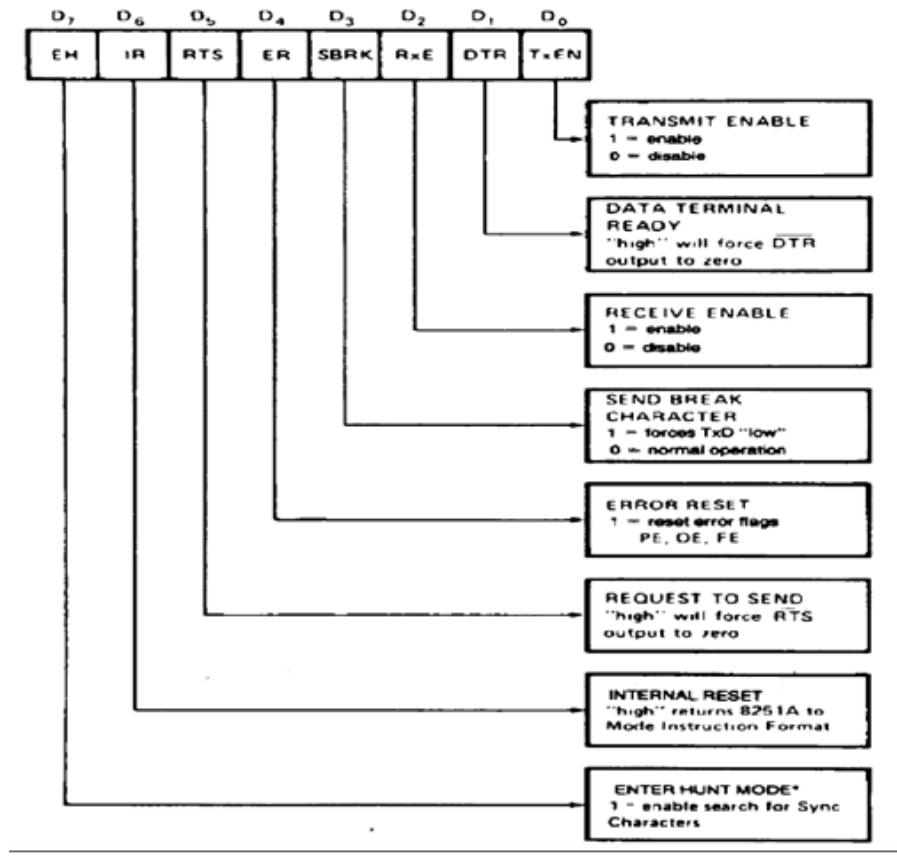 D7 D6 D5 D4 D3 D2 D1 D0
EH IR RTS ER SBRK RxE DTR TxEN
TRANSMIT ENABLE
1 = enable
0 = disable
DATA TERMINAL
READY
"high" will force DTR
output to zero
RECEIVE ENABLE
1 = enable
0 = disable
SEND BREAK
CHARACTER
1 = forces TxD "low"
0 = normal operation
ERROR RESET
1 = reset error flags
PE, OE, FE
REQUEST TO SEND
"high" will force RTS
output to zero
INTERNAL RESET
"high" returns 8251A to
Mode Instruction Format
ENTER HUNT MODE*
1 = enable search for Sync
Characters